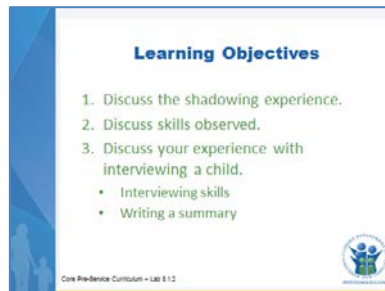 Learning Objectives
1. Discuss the shadowing experience.
2. Discuss skills observed.
3. Discuss your experience with
interviewing a child.
• Interviewing skills
• Writing a summary
Core Pre-Service Curriculum – Lab 5.1.2